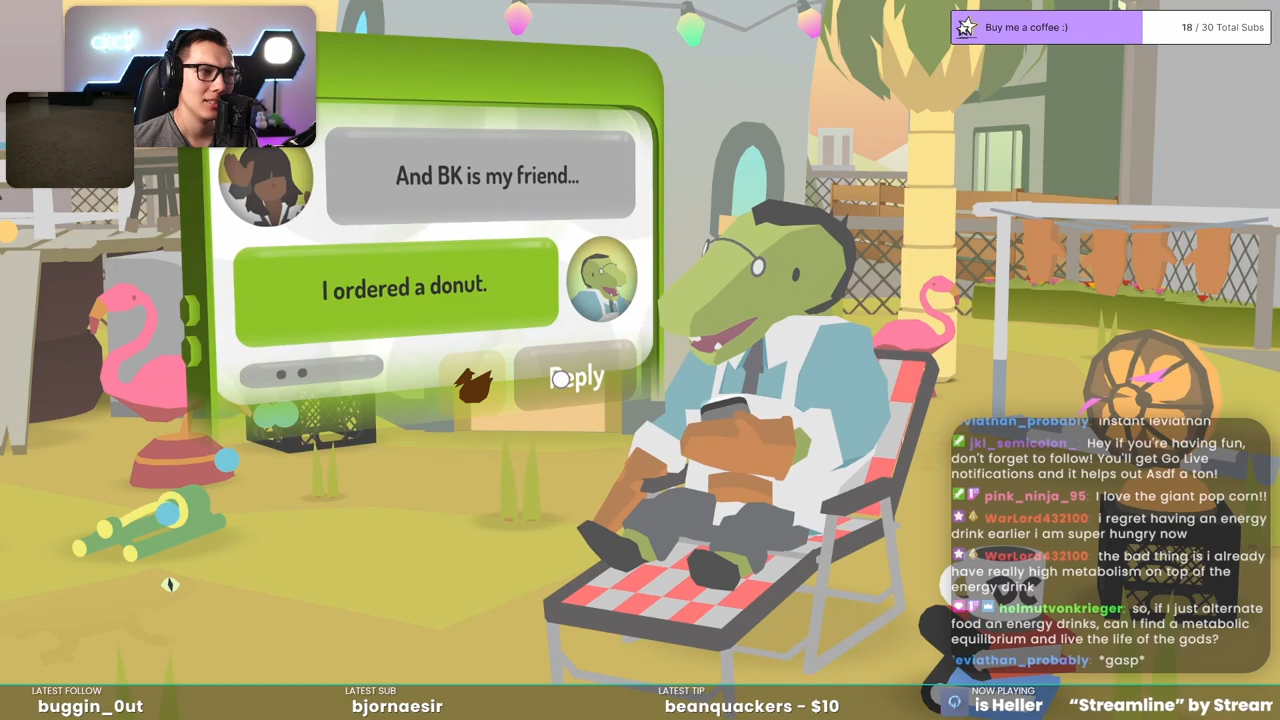 asdf
Buy me a coffee :)
18 / 30 Total Subs
And BK is my friend...
I ordered a donut.
Reply
eviathan_probably: instant leviathan
jkl_semicolon_: Hey if you're having fun,
don't forget to follow! You'll get Go Live
notifications and it helps out Asdf a ton!
pink_ninja_95: I love the giant pop corn!!
WarLord432100: i regret having an energy
drink earlier i am super hungry now
WarLord432100: the bad thing is i already
have really high metabolism on top of the
energy drink
helmutvonkrieger: so, if I just alternate
food an energy drinks, can I find a metabolic
equilibrium and live the life of the gods?
eviathan_probably: *gasp*
LATEST FOLLOW
buggin_0ut
LATEST SUB
bjornaesir
LATEST TIP
beanquackers - $10
NOW PLAYING
is Heller “Streamline” by Stream